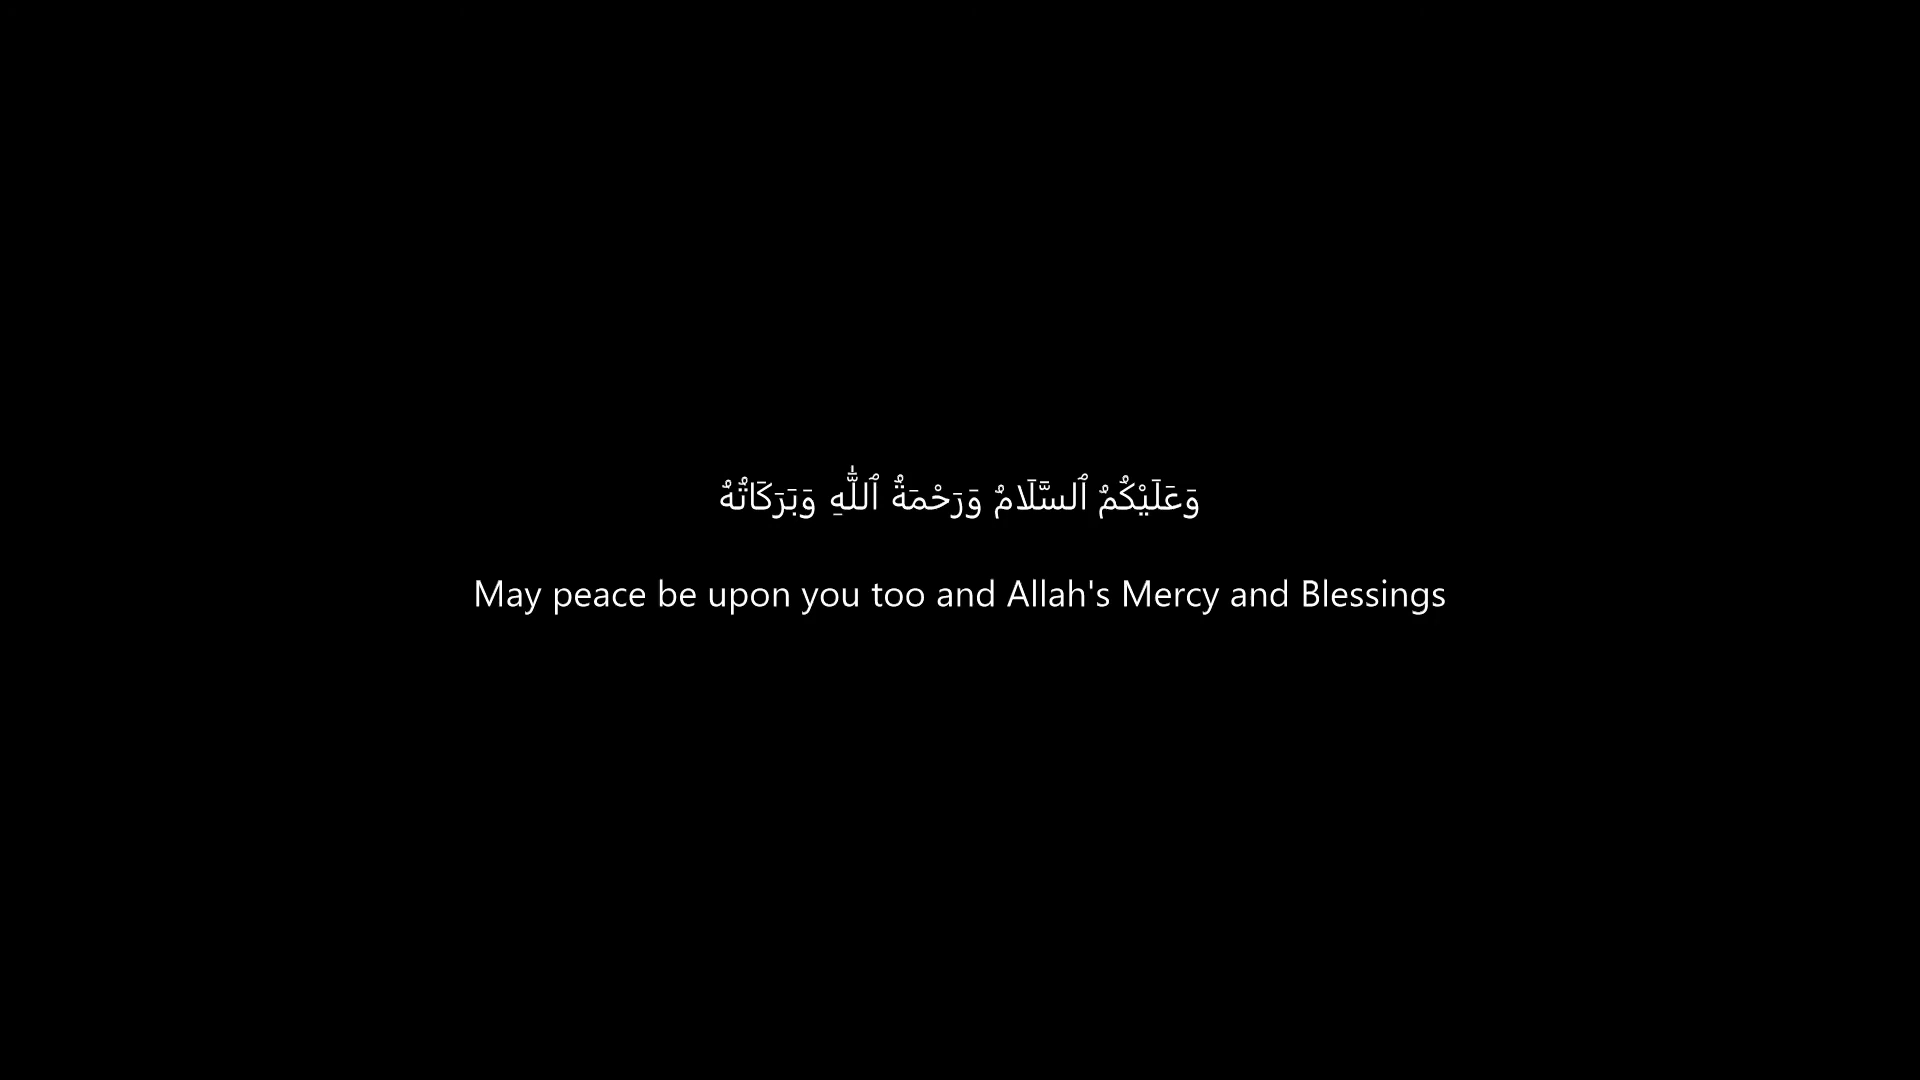 وَعَلَيْكُمُ ٱلسَّلَامُ وَرَحْمَةُ ٱللَّٰهِ وَبَرَكَاتُهُ
May peace be upon you too and Allah's Mercy and Blessings